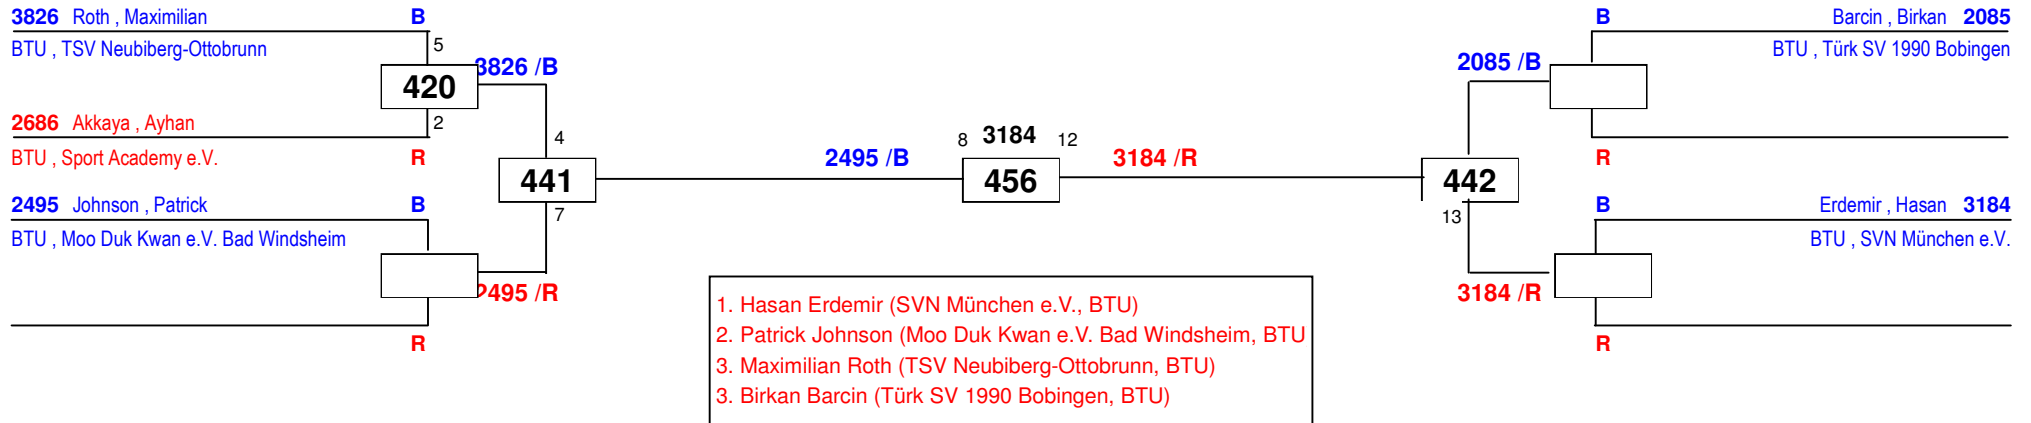 3826 Roth , Maximilian B
BTU , TSV Neubiberg-Ottobrunn
5
3826 /B
420
2686 Akkaya , Ayhan
2
BTU , Sport Academy e.V. R
4
441
7
2495 Johnson , Patrick B
BTU , Moo Duk Kwan e.V. Bad Windsheim
2495 /R
R
2495 /B
8 3184 12
456
3184 /R
B Barcin , Birkan 2085
BTU , Türk SV 1990 Bobingen
2085 /B
R
442
13
B Erdemir , Hasan 3184
BTU , SVN München e.V.
3184 /R
R
1. Hasan Erdemir (SVN München e.V., BTU)
2. Patrick Johnson (Moo Duk Kwan e.V. Bad Windsheim, BTU
3. Maximilian Roth (TSV Neubiberg-Ottobrunn, BTU)
3. Birkan Barcin (Türk SV 1990 Bobingen, BTU)